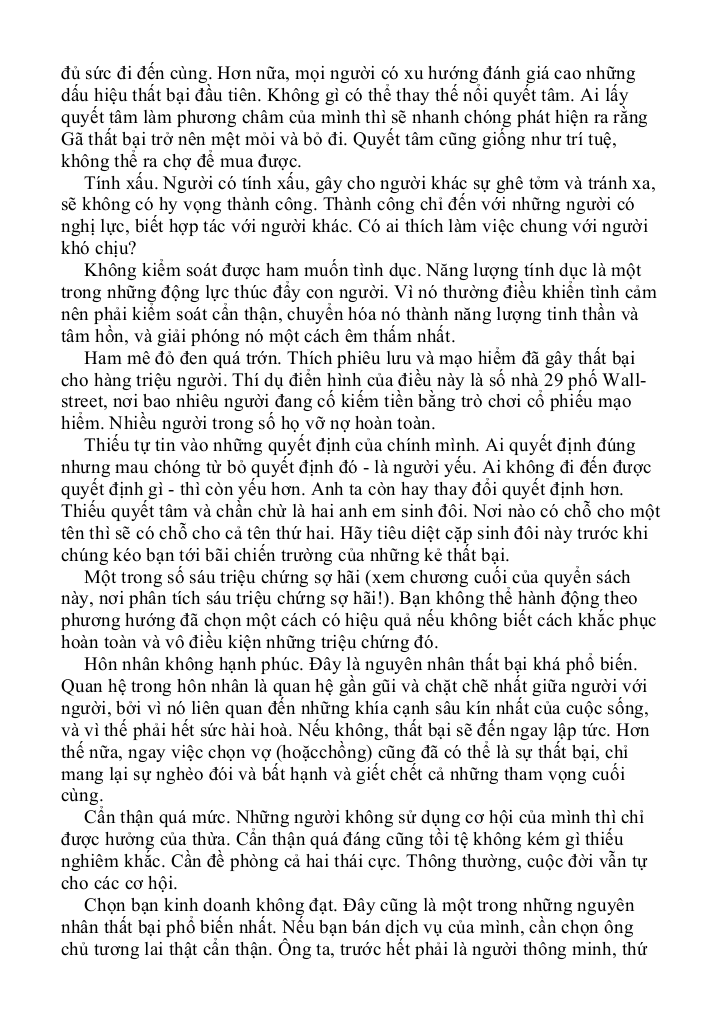 đủ sức đi đến cùng. Hơn nữa, mọi người có xu hướng đánh giá cao những
dấu hiệu thất bại đầu tiên. Không gì có thể thay thế nổi quyết tâm. Ai lấy
quyết tâm làm phương châm của mình thì sẽ nhanh chóng phát hiện ra rằng
Gã thất bại trở nên mệt mỏi và bỏ đi. Quyết tâm cũng giống như trí tuệ,
không thể ra chợ để mua được.
Tính xấu. Người có tính xấu, gây cho người khác sự ghê tởm và tránh xa,
sẽ không có hy vọng thành công. Thành công chỉ đến với những người có
nghị lực, biết hợp tác với người khác. Có ai thích làm việc chung với người
khó chịu?
Không kiểm soát được ham muốn tình dục. Năng lượng tính dục là một
trong những động lực thúc đẩy con người. Vì nó thường điều khiển tình cảm
nên phải kiểm soát cẩn thận, chuyển hóa nó thành năng lượng tinh thần và
tâm hồn, và giải phóng nó một cách êm thấm nhất.
Ham mê đỏ đen quá trớn. Thích phiêu lưu và mạo hiểm đã gây thất bại
cho hàng triệu người. Thí dụ điển hình của điều này là số nhà 29 phố Wall-
street, nơi bao nhiêu người đang cố kiếm tiền bằng trò chơi cổ phiếu mạo
hiểm. Nhiều người trong số họ vỡ nợ hoàn toàn.
Thiếu tự tin vào những quyết định của chính mình. Ai quyết định đúng
nhưng mau chóng từ bỏ quyết định đó - là người yếu. Ai không đi đến được
quyết định gì - thì còn yếu hơn. Anh ta còn hay thay đổi quyết định hơn.
Thiếu quyết tâm và chần chừ là hai anh em sinh đôi. Nơi nào có chỗ cho một
tên thì sẽ có chỗ cho cả tên thứ hai. Hãy tiêu diệt cặp sinh đôi này trước khi
chúng kéo bạn tới bãi chiến trường của những kẻ thất bại.
Một trong số sáu triệu chứng sợ hãi (xem chương cuối của quyển sách
này, nơi phân tích sáu triệu chứng sợ hãi!). Bạn không thể hành động theo
phương hướng đã chọn một cách có hiệu quả nếu không biết cách khắc phục
hoàn toàn và vô điều kiện những triệu chứng đó.
Hôn nhân không hạnh phúc. Đây là nguyên nhân thất bại khá phổ biến.
Quan hệ trong hôn nhân là quan hệ gần gũi và chặt chẽ nhất giữa người với
người, bởi vì nó liên quan đến những khía cạnh sâu kín nhất của cuộc sống,
và vì thế phải hết sức hài hoà. Nếu không, thất bại sẽ đến ngay lập tức. Hơn
thế nữa, ngay việc chọn vợ (hoặcchồng) cũng đã có thể là sự thất bại, chỉ
mang lại sự nghèo đói và bất hạnh và giết chết cả những tham vọng cuối
cùng.
Cẩn thận quá mức. Những người không sử dụng cơ hội của mình thì chỉ
được hưởng của thừa. Cẩn thận quá đáng cũng tồi tệ không kém gì thiếu
nghiêm khắc. Cần đề phòng cả hai thái cực. Thông thường, cuộc đời vẫn tự
cho các cơ hội.
Chọn bạn kinh doanh không đạt. Đây cũng là một trong những nguyên
nhân thất bại phổ biến nhất. Nếu bạn bán dịch vụ của mình, cần chọn ông
chủ tương lai thật cẩn thận. Ông ta, trước hết phải là người thông minh, thứ